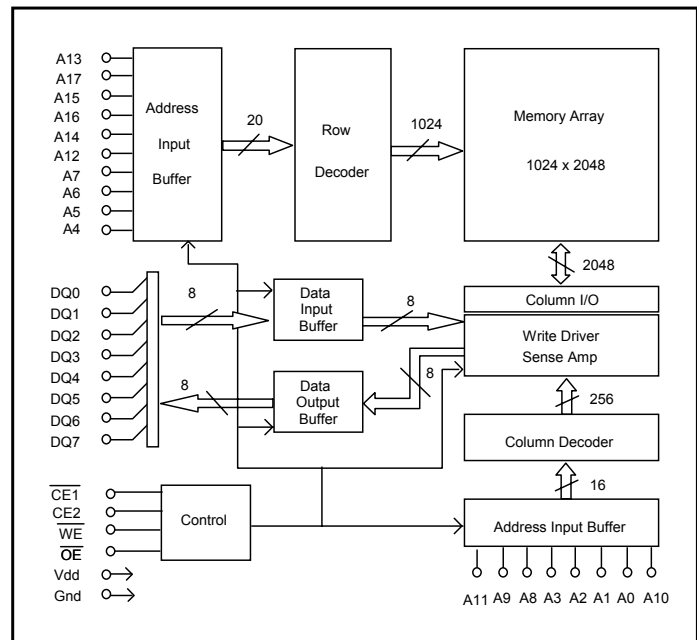 A13
A17
A15
A16
A14
A12
A7
A6
A5
A4
Address
Input
Buffer
20
Row
Decoder
1024
Memory Array
1024 x 2048
2048
DQ0
DQ1
DQ2
DQ3
DQ4
DQ5
DQ6
DQ7
8
Data
Input
Buffer
8
Column I/O
Write Driver
Sense Amp
8
Data
Output
Buffer
8
256
Column Decoder
16
CE1
CE2
WE
OE
Vdd
Gnd
Control
Address Input Buffer
A11 A9 A8 A3 A2 A1 A0 A10